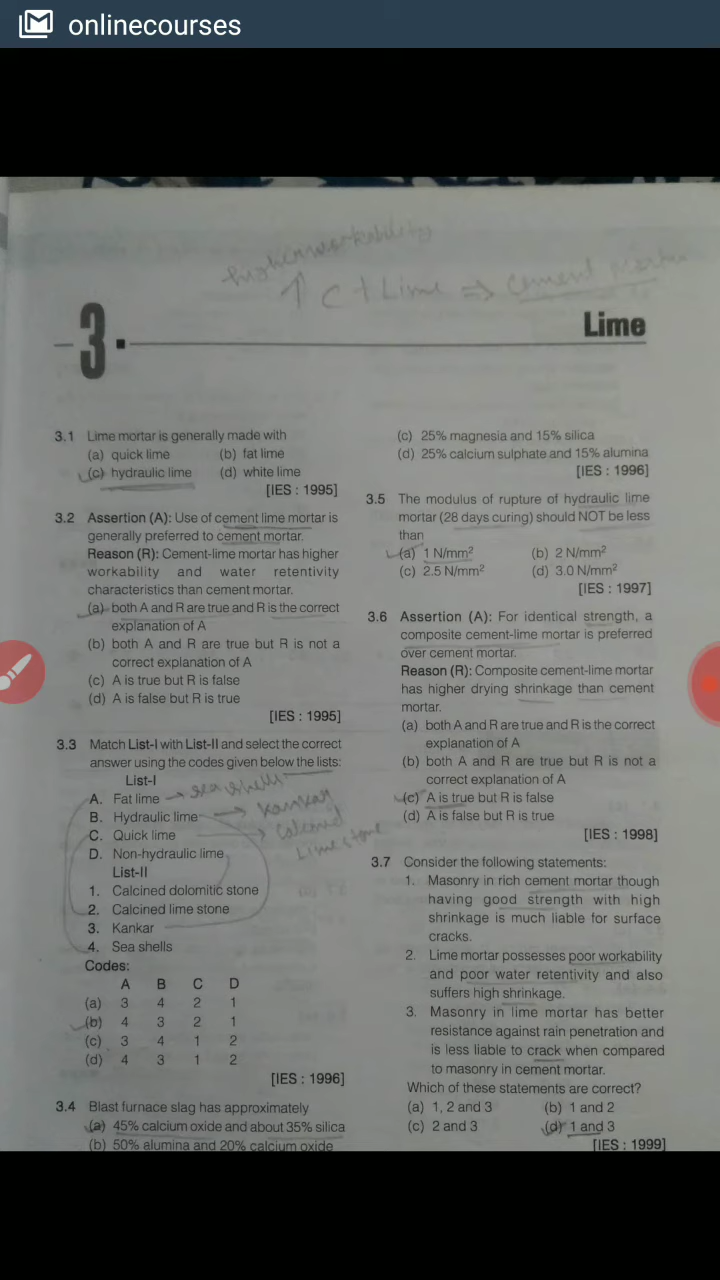 onlinecourses
higher workability
↑ C + Lime ⇒ cement
3.
Lime
3.1 Lime mortar is generally made with
(a) quick lime (b) fat lime
(c) hydraulic lime (d) white lime
[IES : 1995]
3.2 Assertion (A): Use of cement lime mortar is
generally preferred to cement mortar.
Reason (R): Cement-lime mortar has higher
workability and water retentivity
characteristics than cement mortar.
(a) both A and R are true and R is the correct
explanation of A
(b) both A and R are true but R is not a
correct explanation of A
(c) A is true but R is false
(d) A is false but R is true
[IES : 1995]
3.3 Match List-I with List-II and select the correct
answer using the codes given below the lists:
List-I
A. Fat lime → sea shells
B. Hydraulic lime → Kankar
C. Quick lime → Calcined
Lime stone
D. Non-hydraulic lime
List-II
1. Calcined dolomitic stone
2. Calcined lime stone
3. Kankar
4. Sea shells
Codes:
A B C D
(a) 3 4 2 1
(b) 4 3 2 1
(c) 3 4 1 2
(d) 4 3 1 2
[IES : 1996]
3.4 Blast furnace slag has approximately
(a) 45% calcium oxide and about 35% silica
(b) 50% alumina and 20% calcium oxide
(c) 25% magnesia and 15% silica
(d) 25% calcium sulphate and 15% alumina
[IES : 1996]
3.5 The modulus of rupture of hydraulic lime
mortar (28 days curing) should NOT be less
than
(a) 1 N/mm² (b) 2 N/mm²
(c) 2.5 N/mm² (d) 3.0 N/mm²
[IES : 1997]
3.6 Assertion (A): For identical strength, a
composite cement-lime mortar is preferred
over cement mortar.
Reason (R): Composite cement-lime mortar
has higher drying shrinkage than cement
mortar.
(a) both A and R are true and R is the correct
explanation of A
(b) both A and R are true but R is not a
correct explanation of A
(c) A is true but R is false
(d) A is false but R is true
[IES : 1998]
3.7 Consider the following statements:
1. Masonry in rich cement mortar though
having good strength with high
shrinkage is much liable for surface
cracks.
2. Lime mortar possesses poor workability
and poor water retentivity and also
suffers high shrinkage.
3. Masonry in lime mortar has better
resistance against rain penetration and
is less liable to crack when compared
to masonry in cement mortar.
Which of these statements are correct?
(a) 1, 2 and 3 (b) 1 and 2
(c) 2 and 3 (d) 1 and 3
[IES : 1999]